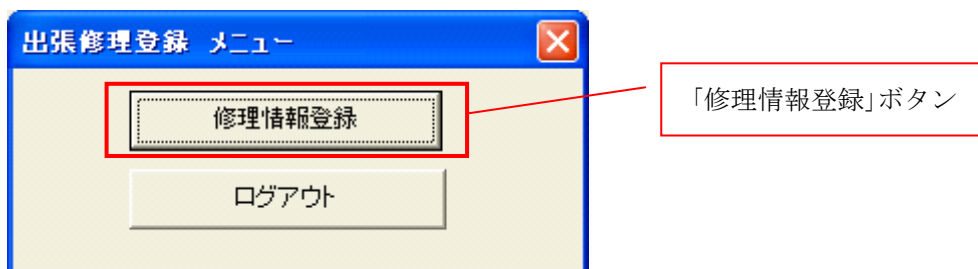 出張修理登録 メニュー
修理情報登録
「修理情報登録」ボタン
ログアウト